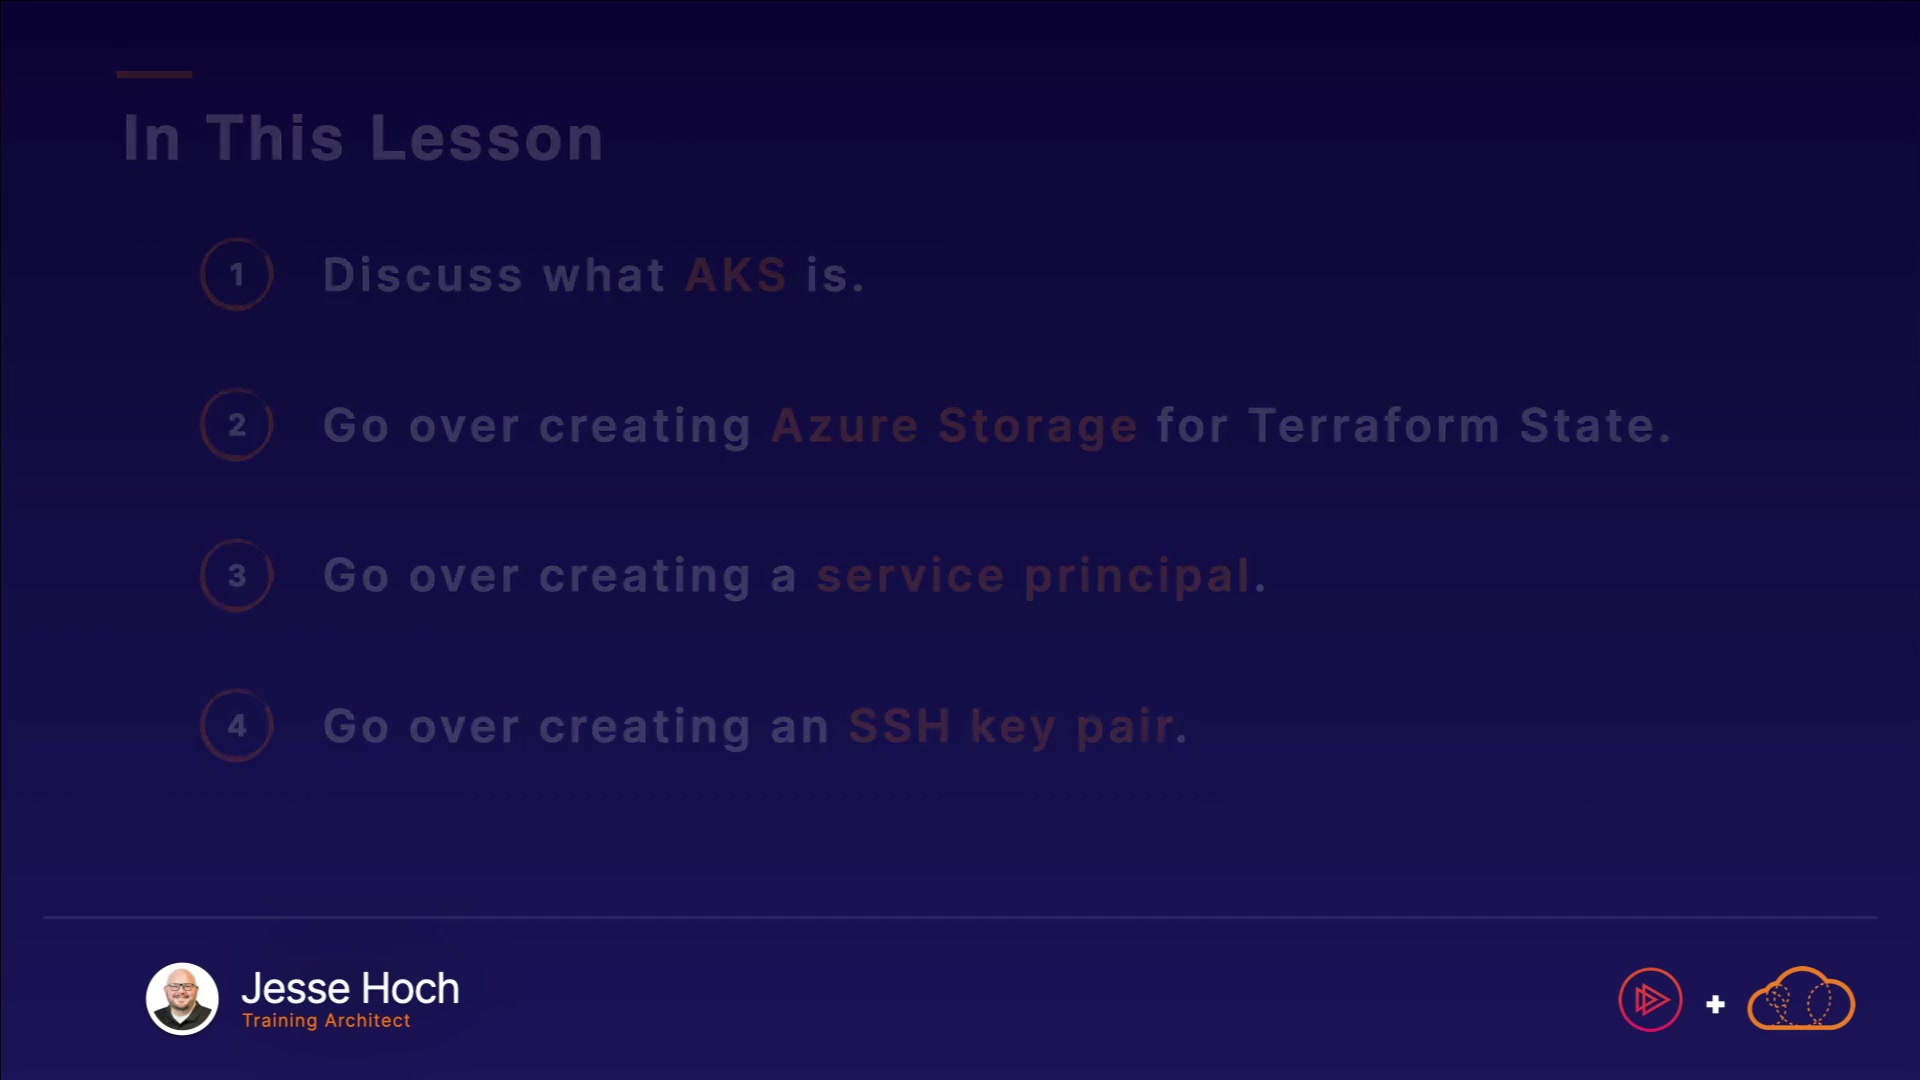 In This Lesson
1 Discuss what AKS is.
2 Go over creating Azure Storage for Terraform State.
3 Go over creating a service principal.
4 Go over creating an SSH key pair.
Jesse Hoch
Training Architect
+